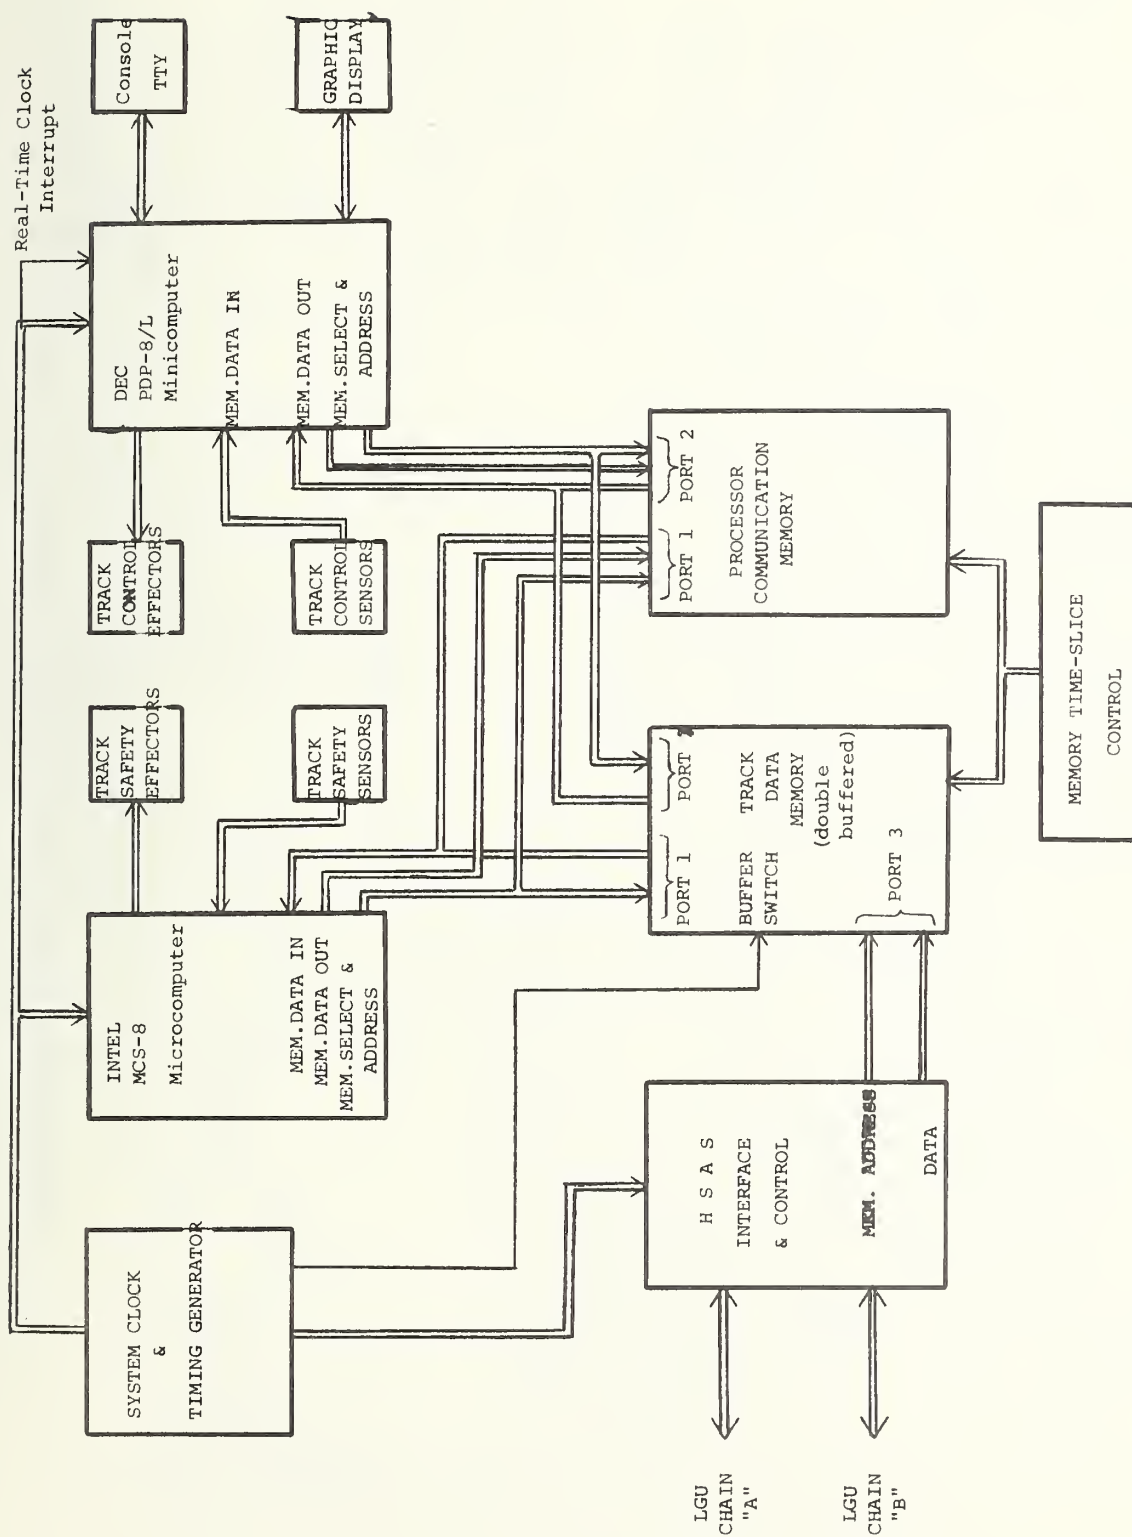 Real-Time Clock
Interrupt
SYSTEM CLOCK
&
TIMING GENERATOR
INTEL
MCS-8
Microcomputer
MEM.DATA IN
MEM.DATA OUT
MEM.SELECT &
ADDRESS
TRACK
SAFETY
EFFECTORS
TRACK
SAFETY
SENSORS
TRACK
CONTROL
EFFECTORS
TRACK
CONTROL
SENSORS
DEC
PDP-8/L
Minicomputer
MEM.DATA IN
MEM.DATA OUT
MEM.SELECT &
ADDRESS
Console
TTY
GRAPHIC
DISPLAY
LGU
CHAIN
"A"
LGU
CHAIN
"B"
H S A S
INTERFACE
& CONTROL
MEM. ADDRESS
DATA
PORT 1
PORT
BUFFER
SWITCH
TRACK
DATA
MEMORY
(double
buffered)
PORT 3
PORT 1
PORT 2
PROCESSOR
COMMUNICATION
MEMORY
MEMORY TIME-SLICE
CONTROL